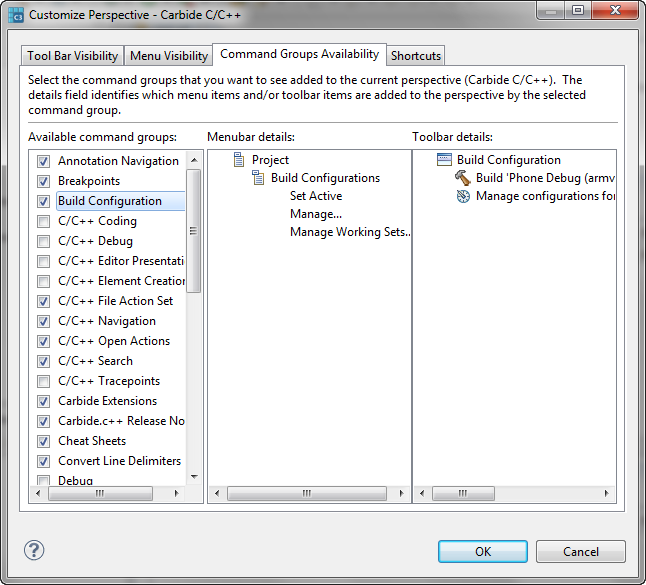 Customize Perspective - Carbide C/C++
Tool Bar Visibility
Menu Visibility
Command Groups Availability
Shortcuts
Select the command groups that you want to see added to the current perspective (Carbide C/C++). The
details field identifies which menu items and/or toolbar items are added to the perspective by the selected
command group.
Available command groups:
Annotation Navigation
Breakpoints
Build Configuration
C/C++ Coding
C/C++ Debug
C/C++ Editor Presentati
C/C++ Element Creation
C/C++ File Action Set
C/C++ Navigation
C/C++ Open Actions
C/C++ Search
C/C++ Tracepoints
Carbide Extensions
Carbide.c++ Release No
Cheat Sheets
Convert Line Delimiters
Debug
Menubar details:
Project
Build Configurations
Set Active
Manage...
Manage Working Sets..
Toolbar details:
Build Configuration
Build 'Phone Debug (armv
Manage configurations for
?
OK
Cancel